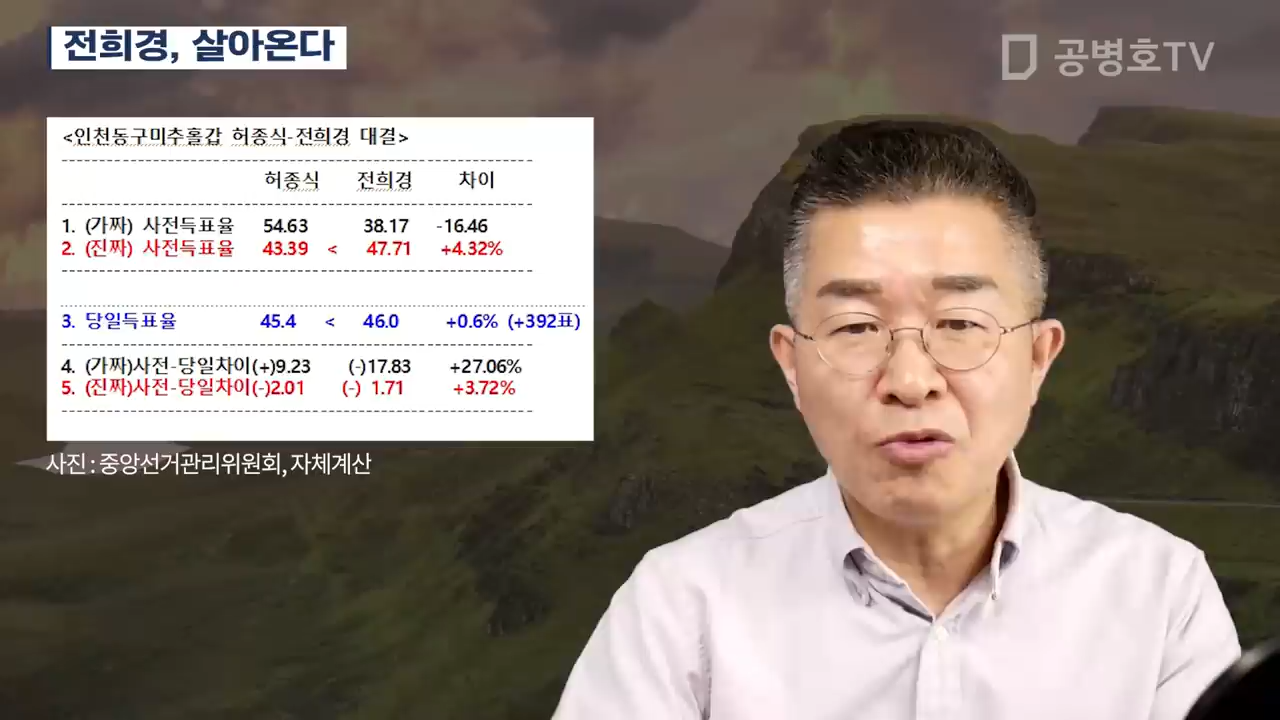 전희경, 살아온다
공병호TV
<인천동구미추홀갑 허종식-전희경 대결>
허종식 전희경 차이
1. (가짜) 사전득표율 54.63 38.17 -16.46
2. (진짜) 사전득표율 43.39 < 47.71 +4.32%
3. 당일득표율 45.4 < 46.0 +0.6% (+392표)
4. (가짜)사전-당일차이(+)9.23 (-)17.83 +27.06%
5. (진짜)사전-당일차이(-)2.01 (-) 1.71 +3.72%
사진 : 중앙선거관리위원회, 자체계산